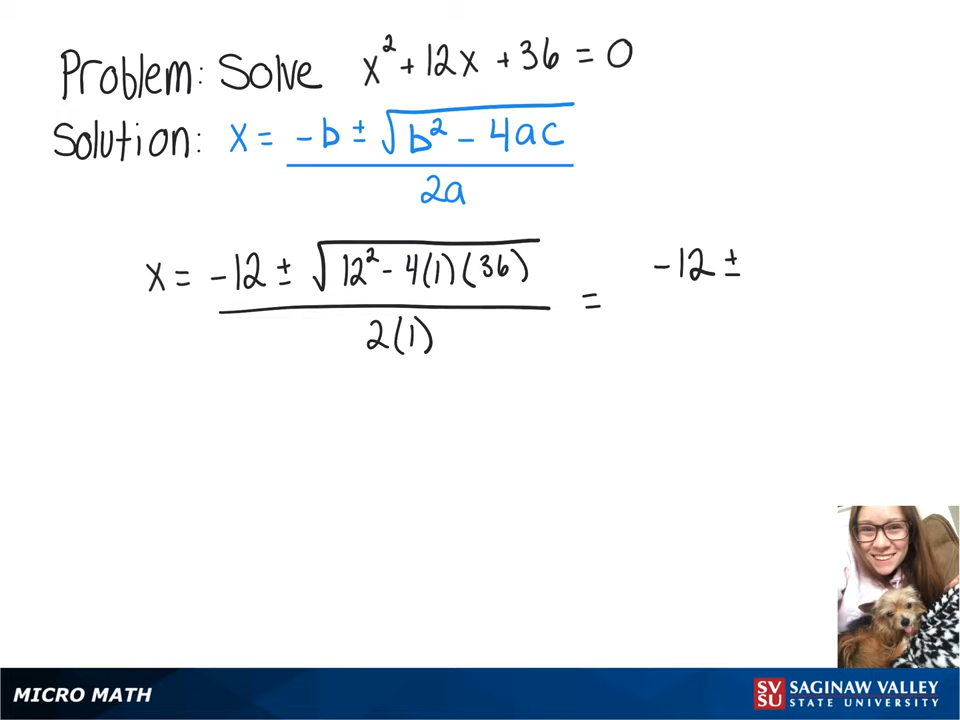 Problem: Solve x² + 12x + 36 = 0
Solution: x = -b ± √(b² - 4ac) / 2a
x = -12 ± √(12² - 4(1)(36)) / 2(1) = -12 ±
MICRO MATH
SVSU SAGINAW VALLEY
STATE UNIVERSITY